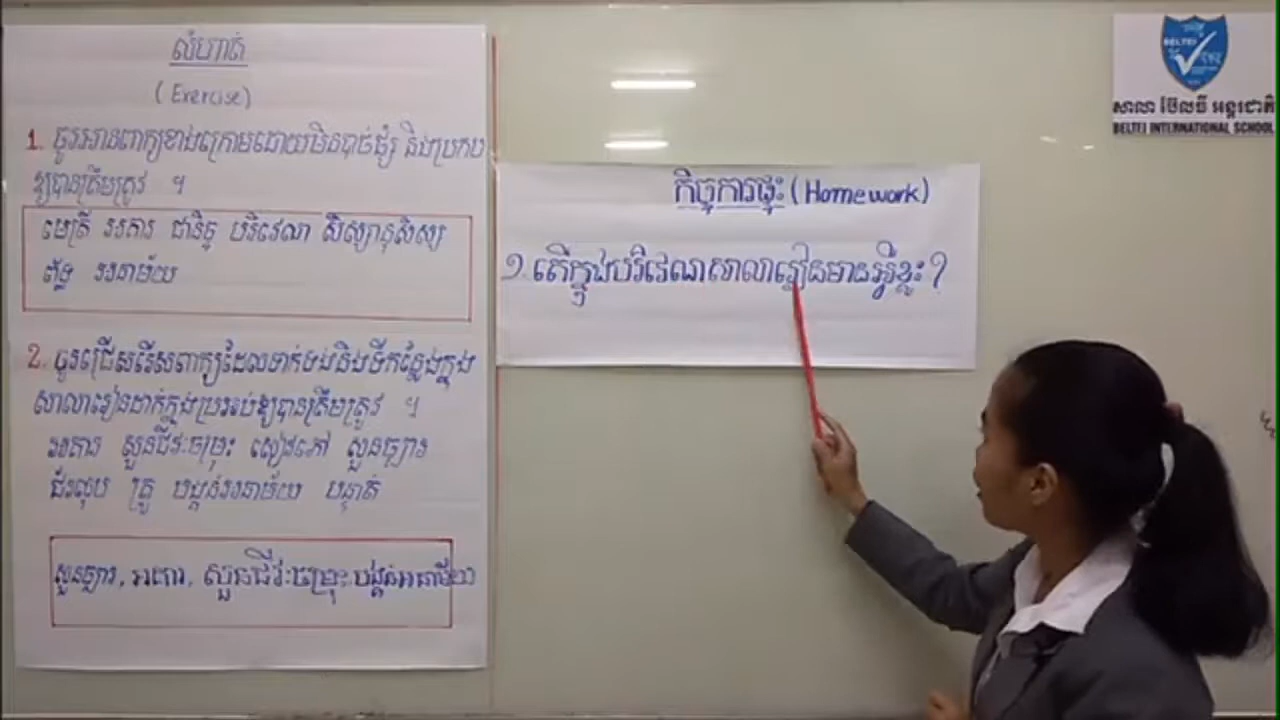 លំហាត់
(Exercise)
1. ចូរអានពាក្យខាងក្រោមដោយមិនបាច់ផ្សំ និងប្រកប
ឱ្យបានត្រឹមត្រូវ ។
មេត្រី អគារ ជានិច្ច បរិវេណ សិស្សានុសិស្ស
ព័ទ្ធ អនាម័យ
2. ចូរជ្រើសរើសពាក្យដែលទាក់ទងនិងទីកន្លែងក្នុង
សាលារៀនដាក់ក្នុងប្រអប់ឱ្យបានត្រឹមត្រូវ ។
អគារ សួនជីវៈចម្រុះ សៀវភៅ សួនច្បារ
ជ័រលុប គ្រូ បង្គន់អនាម័យ បន្ទាត់
សួនច្បារ, អគារ, សួនជីវៈចម្រុះ បង្គន់អនាម័យ
កិច្ចការផ្ទះ (Homework)
១. តើក្នុងបរិវេណសាលារៀនមានអ្វីខ្លះ?
BELTEI
សាលា ប៊ែលធី អន្តរជាតិ
BELTEI INTERNATIONAL SCHOOL